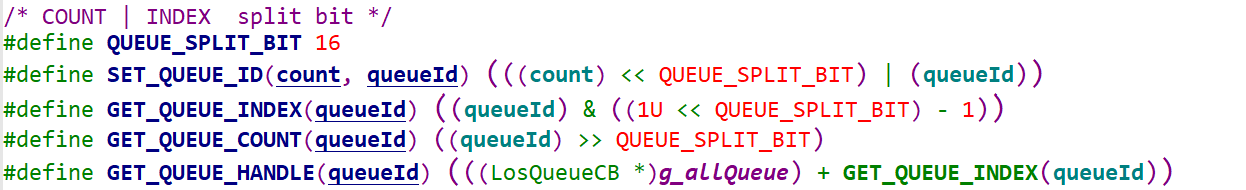 /* COUNT | INDEX  split bit */
#define QUEUE_SPLIT_BIT 16
#define SET_QUEUE_ID(count, queueId) (((count) << QUEUE_SPLIT_BIT) | (queueId))
#define GET_QUEUE_INDEX(queueId) ((queueId) & ((1U << QUEUE_SPLIT_BIT) - 1))
#define GET_QUEUE_COUNT(queueId) ((queueId) >> QUEUE_SPLIT_BIT)
#define GET_QUEUE_HANDLE(queueId) (((LosQueueCB *)g_allQueue) + GET_QUEUE_INDEX(queueId))